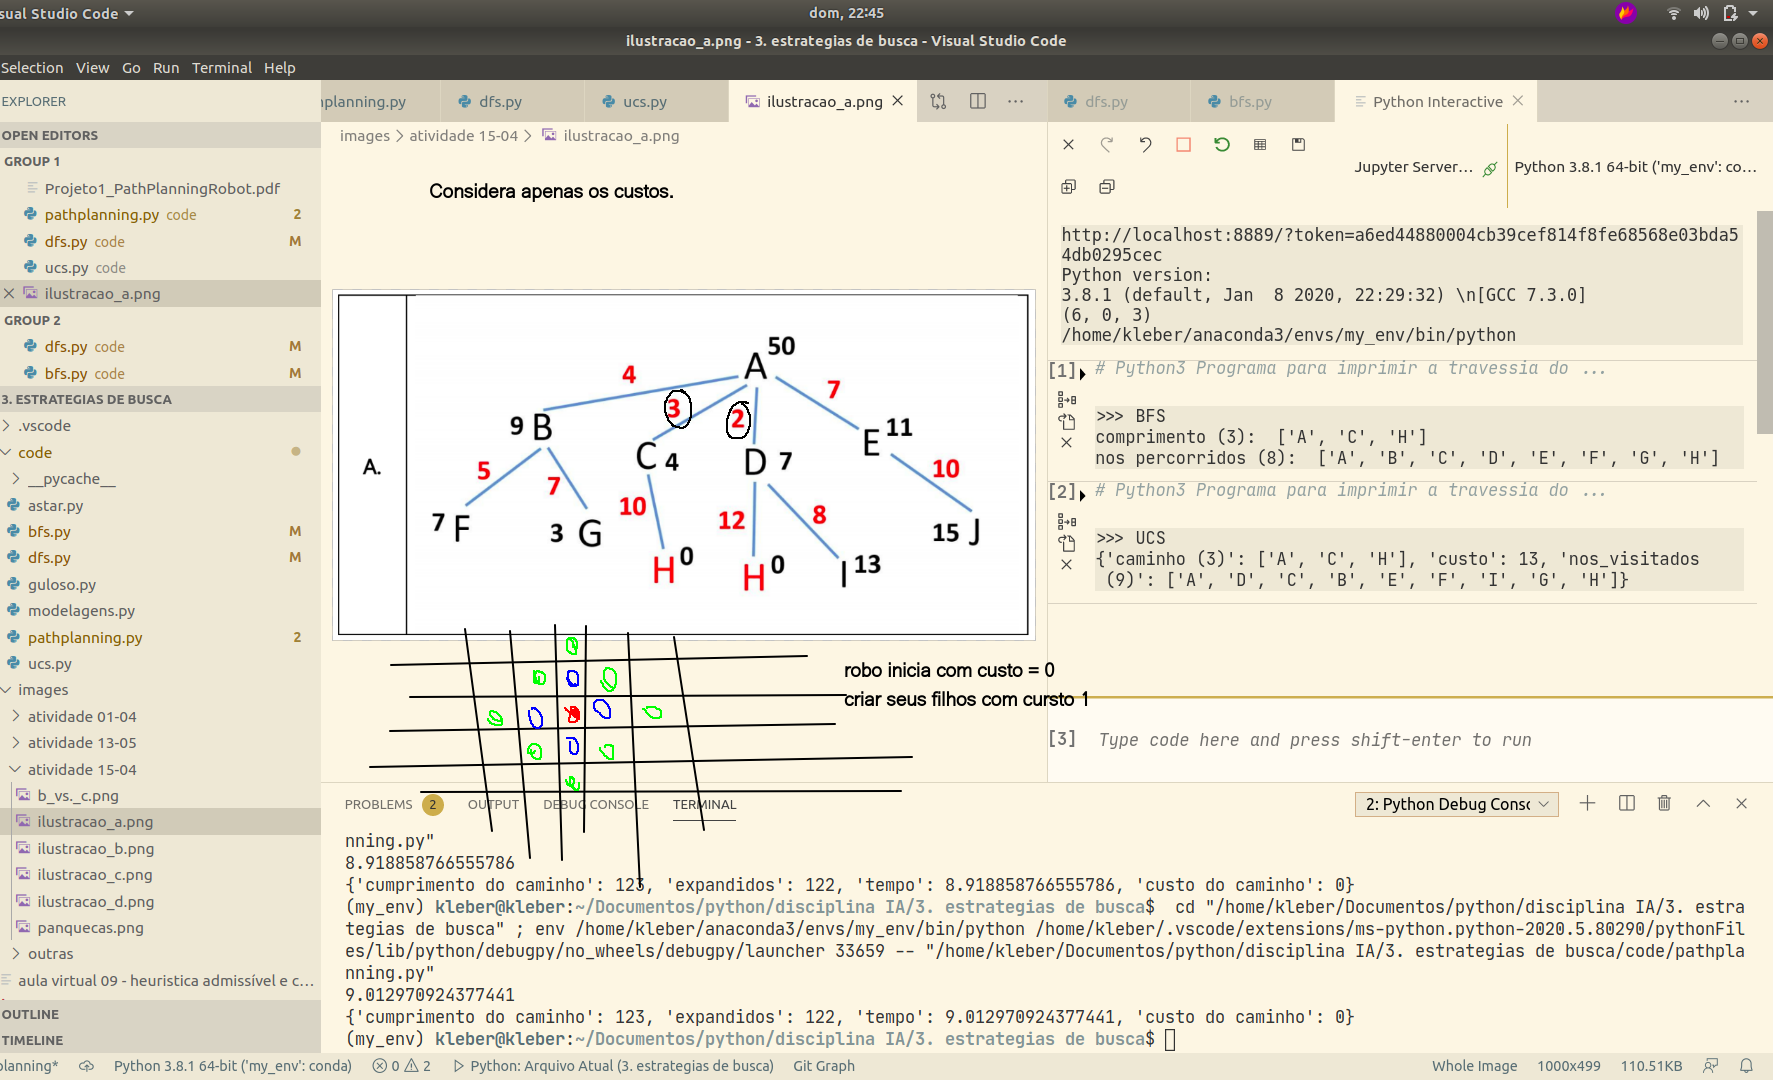 sual Studio Code
dom, 22:45
ilustracao_a.png - 3. estrategias de busca - Visual Studio Code
Selection View Go Run Terminal Help
EXPLORER
OPEN EDITORS
GROUP 1
Projeto1_PathPlanningRobot.pdf
pathplanning.py code 2
dfs.py code M
ucs.py code
ilustracao_a.png
GROUP 2
dfs.py code M
bfs.py code M
3. ESTRATEGIAS DE BUSCA
.vscode
code
__pycache__
astar.py
bfs.py M
dfs.py M
guloso.py
modelagens.py
pathplanning.py 2
ucs.py
images
atividade 01-04
atividade 13-05
atividade 15-04
b_vs._c.png
ilustracao_a.png
ilustracao_b.png
ilustracao_c.png
ilustracao_d.png
panquecas.png
outras
aula virtual 09 - heuristica admissível e c...
OUTLINE
TIMELINE
nplanning.py dfs.py ucs.py ilustracao_a.png
images > atividade 15-04 > ilustracao_a.png
Considera apenas os custos.
A.
A 50
4 3 2 7
9 B C 4 D 7 E 11
5 7 10 12 8 10
7 F 3 G H 0 H 0 I 13 15 J
robo inicia com custo = 0
criar seus filhos com cursto 1
dfs.py bfs.py Python Interactive
Jupyter Server... Python 3.8.1 64-bit ('my_env': co...
http://localhost:8889/?token=a6ed44880004cb39cef814f8fe68568e03bda5
4db0295cec
Python version:
3.8.1 (default, Jan  8 2020, 22:29:32) \n[GCC 7.3.0]
(6, 0, 3)
/home/kleber/anaconda3/envs/my_env/bin/python
[1] # Python3 Programa para imprimir a travessia do ...
>>> BFS
comprimento (3):  ['A', 'C', 'H']
nos percorridos (8):  ['A', 'B', 'C', 'D', 'E', 'F', 'G', 'H']
[2] # Python3 Programa para imprimir a travessia do ...
>>> UCS
{'caminho (3)': ['A', 'C', 'H'], 'custo': 13, 'nos_visitados
(9)': ['A', 'D', 'C', 'B', 'E', 'F', 'I', 'G', 'H']}
[3] Type code here and press shift-enter to run
PROBLEMS 2 OUTPUT DEBUG CONSOLE TERMINAL
2: Python Debug Consc
nning.py"
8.918858766555786
{'cumprimento do caminho': 123, 'expandidos': 122, 'tempo': 8.918858766555786, 'custo do caminho': 0}
(my_env) kleber@kleber:~/Documentos/python/disciplina IA/3. estrategias de busca$  cd "/home/kleber/Documentos/python/disciplina IA/3. estra
tegias de busca" ; env /home/kleber/anaconda3/envs/my_env/bin/python /home/kleber/.vscode/extensions/ms-python.python-2020.5.80290/pythonFil
es/lib/python/debugpy/no_wheels/debugpy/launcher 33659 -- "/home/kleber/Documentos/python/disciplina IA/3. estrategias de busca/code/pathpla
nning.py"
9.012970924377441
{'cumprimento do caminho': 123, 'expandidos': 122, 'tempo': 9.012970924377441, 'custo do caminho': 0}
(my_env) kleber@kleber:~/Documentos/python/disciplina IA/3. estrategias de busca$
planning* Python 3.8.1 64-bit ('my_env': conda) 0 2 Python: Arquivo Atual (3. estrategias de busca) Git Graph Whole Image 1000x499 110.51KB